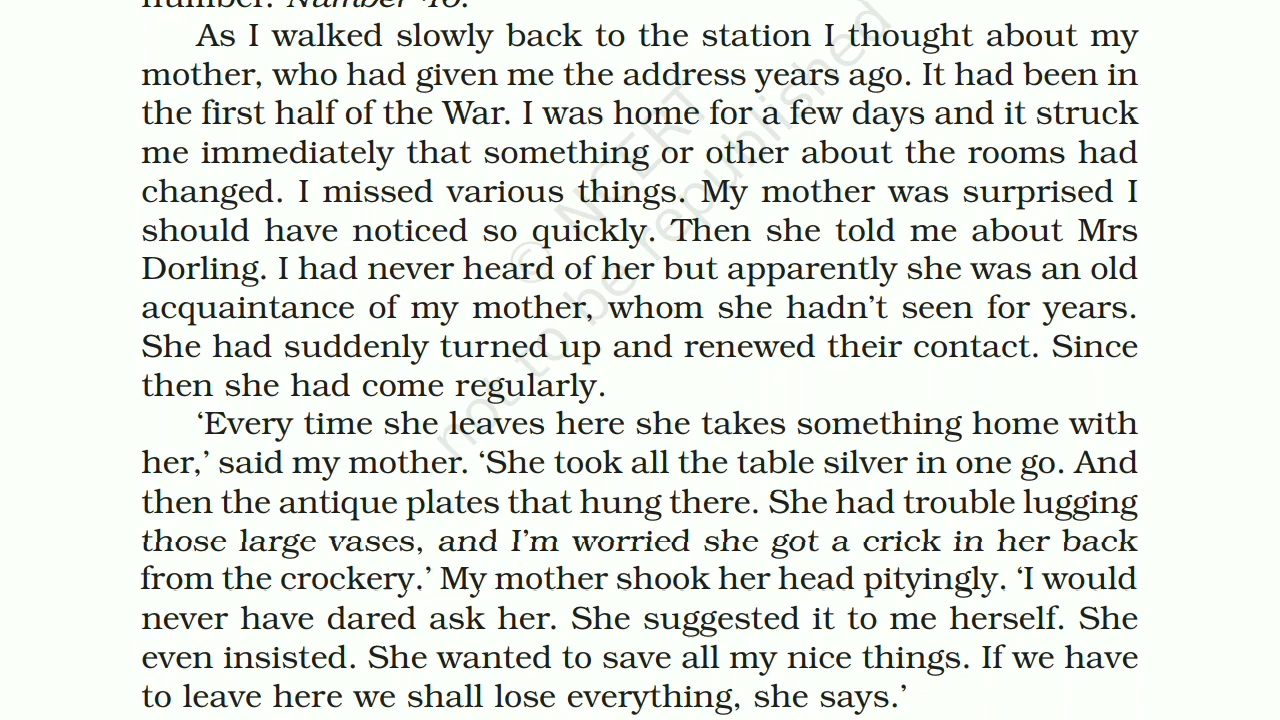 number. Number 46.
As I walked slowly back to the station I thought about my
mother, who had given me the address years ago. It had been in
the first half of the War. I was home for a few days and it struck
me immediately that something or other about the rooms had
changed. I missed various things. My mother was surprised I
should have noticed so quickly. Then she told me about Mrs
Dorling. I had never heard of her but apparently she was an old
acquaintance of my mother, whom she hadn’t seen for years.
She had suddenly turned up and renewed their contact. Since
then she had come regularly.
‘Every time she leaves here she takes something home with
her,’ said my mother. ‘She took all the table silver in one go. And
then the antique plates that hung there. She had trouble lugging
those large vases, and I’m worried she got a crick in her back
from the crockery.’ My mother shook her head pityingly. ‘I would
never have dared ask her. She suggested it to me herself. She
even insisted. She wanted to save all my nice things. If we have
to leave here we shall lose everything, she says.’
© NCERT
not to be republished